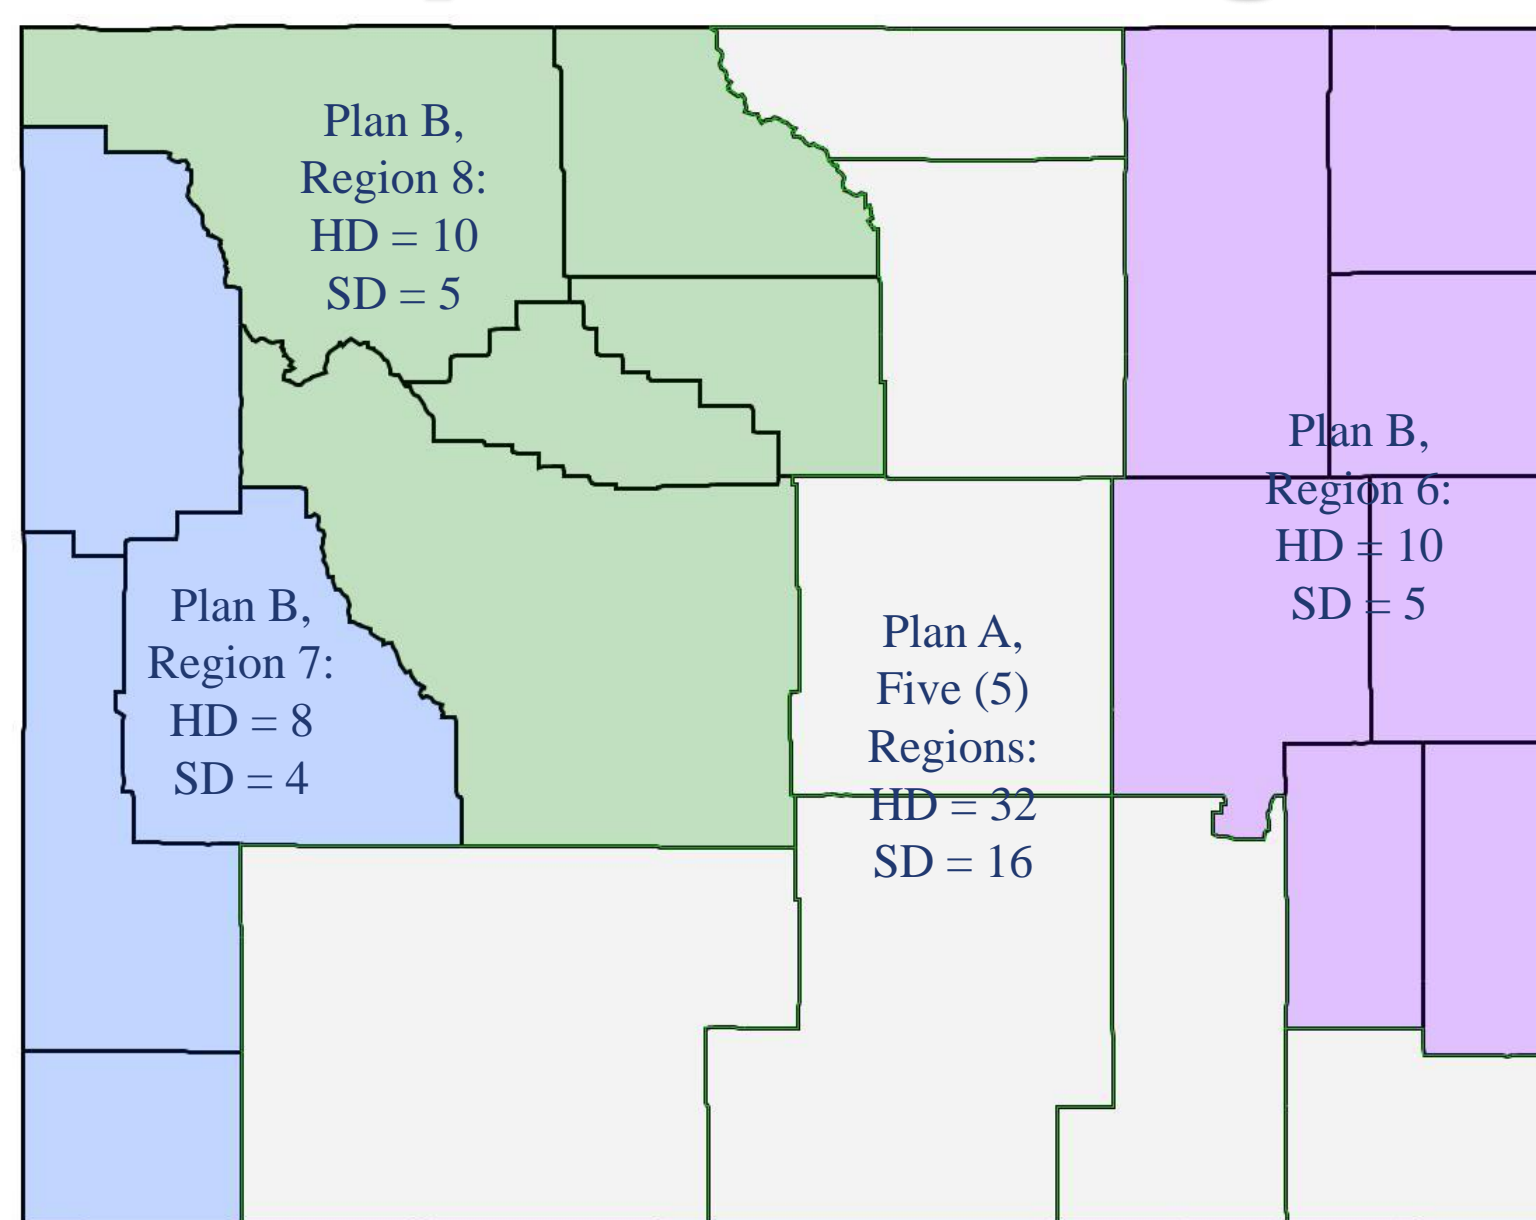 Plan B,
Region 8:
HD = 10
SD = 5
Plan B,
Region 7:
HD = 8
SD = 4
Plan A,
Five (5)
Regions:
HD = 32
SD = 16
Plan B,
Region 6:
HD = 10
SD = 5